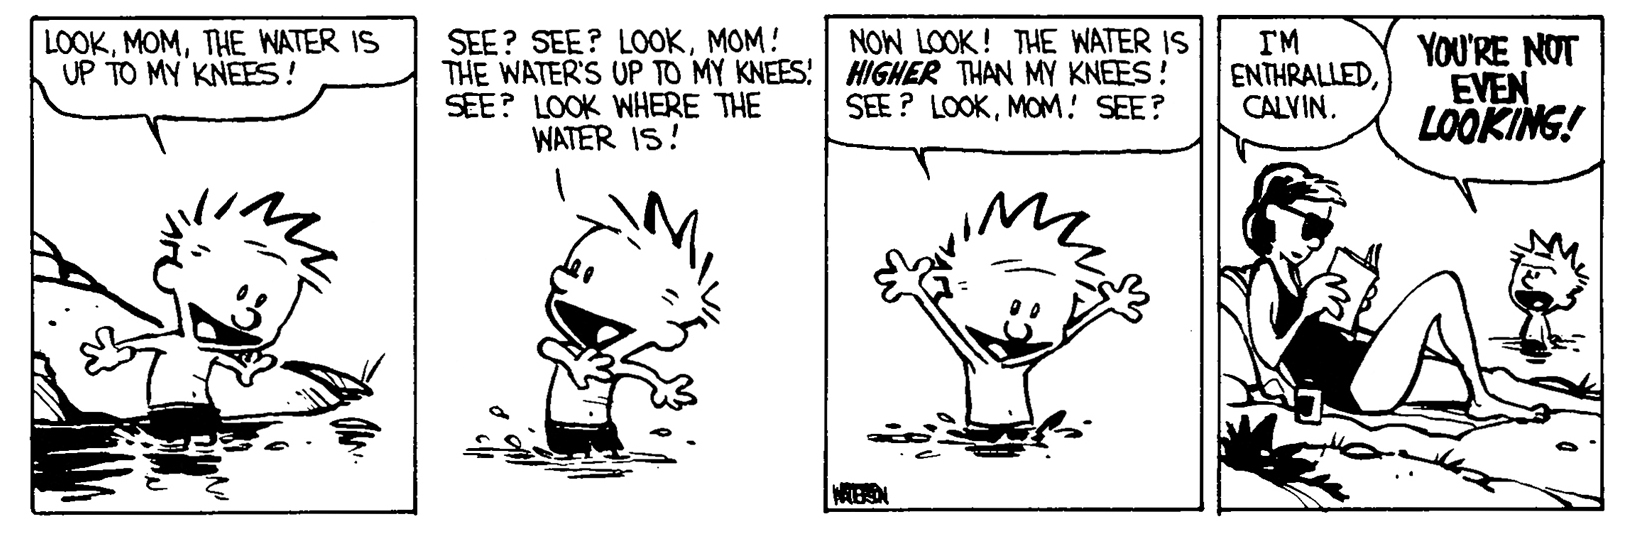 LOOK, MOM, THE WATER IS
UP TO MY KNEES!
SEE? SEE? LOOK, MOM!
THE WATER'S UP TO MY KNEES!
SEE? LOOK WHERE THE
WATER IS!
NOW LOOK! THE WATER IS
HIGHER THAN MY KNEES!
SEE? LOOK, MOM! SEE?
WATTERSON
I'M
ENTHRALLED,
CALVIN.
YOU'RE NOT
EVEN
LOOKING!